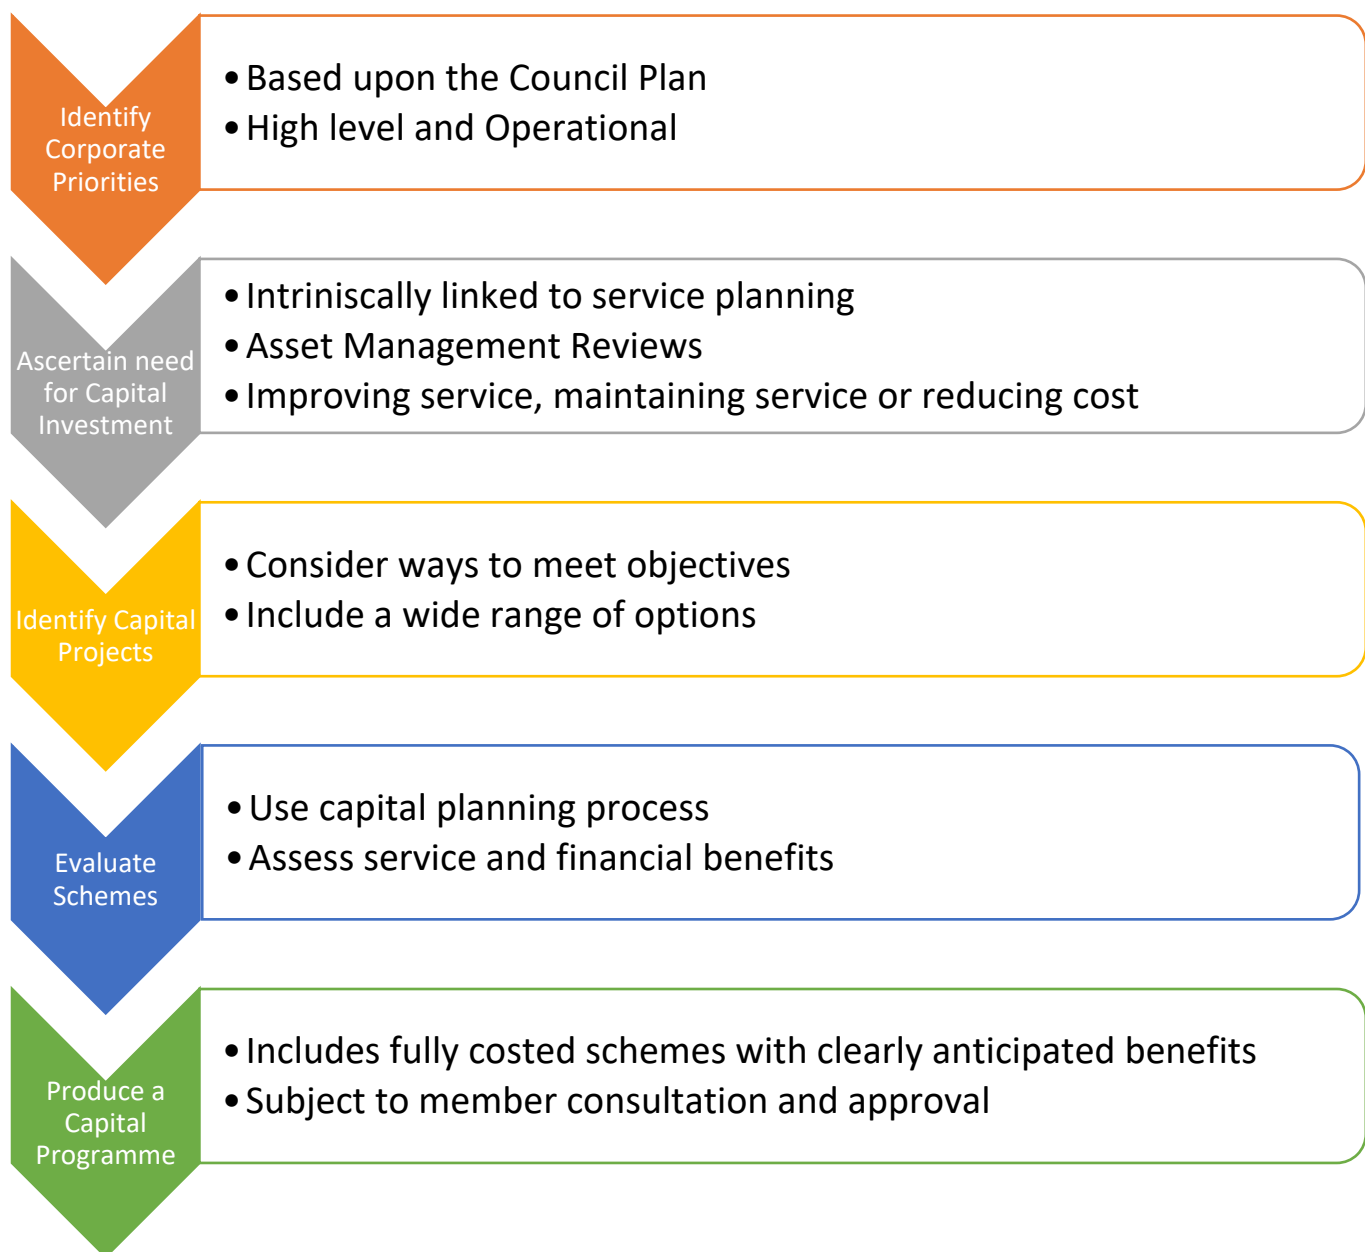 Identify
Corporate
Priorities
• Based upon the Council Plan
• High level and Operational
Ascertain need
for Capital
Investment
• Intriniscally linked to service planning
• Asset Management Reviews
• Improving service, maintaining service or reducing cost
Identify Capital
Projects
• Consider ways to meet objectives
• Include a wide range of options
Evaluate
Schemes
• Use capital planning process
• Assess service and financial benefits
Produce a
Capital
Programme
• Includes fully costed schemes with clearly anticipated benefits
• Subject to member consultation and approval